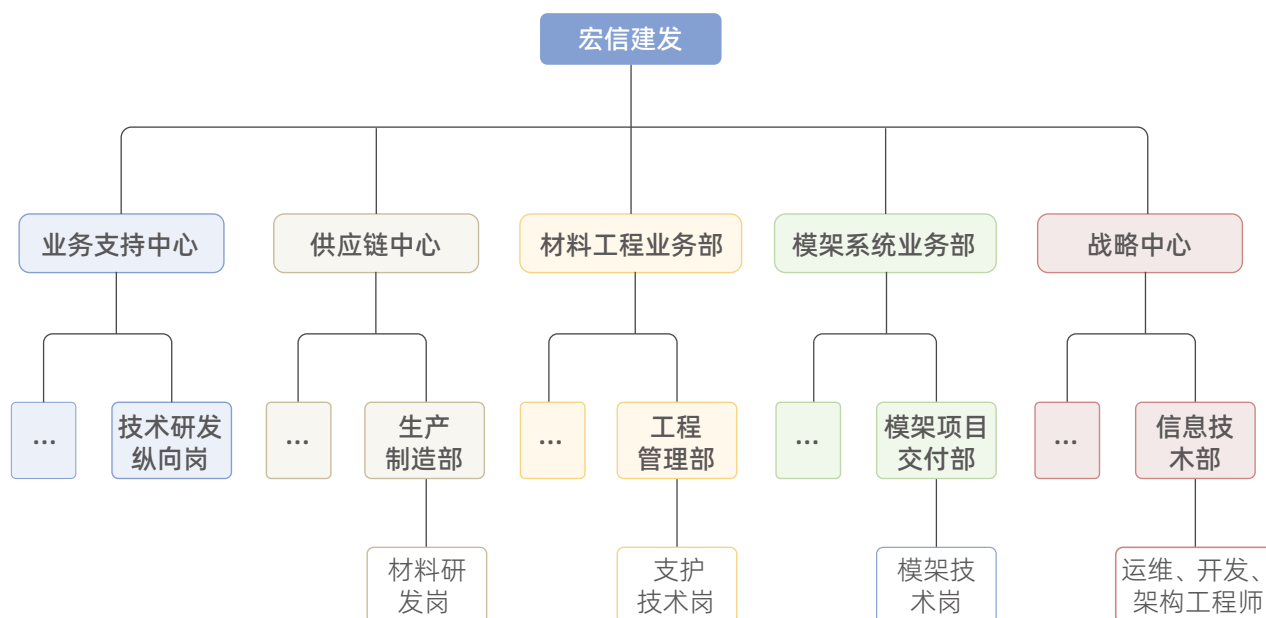 宏信建发
业务支持中心
供应链中心
材料工程业务部
模架系统业务部
战略中心
...
技术研发
纵向岗
...
生产
制造部
...
工程
管理部
...
模架项目
交付部
...
信息技
木部
材料研
发岗
支护
技术岗
模架技
术岗
运维、开发、
架构工程师